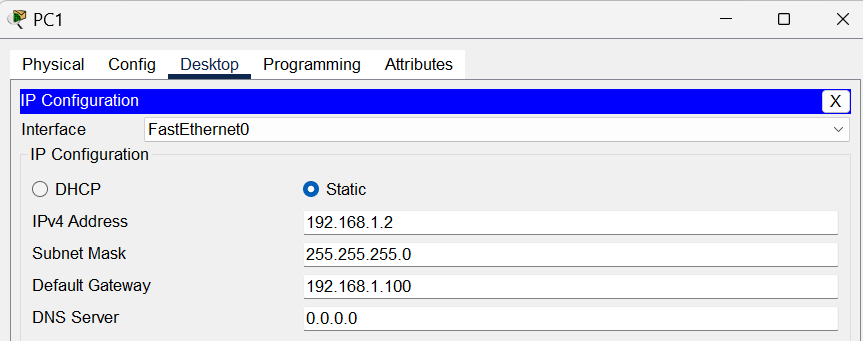 PC1
Physical Config Desktop Programming Attributes
IP Configuration X
Interface FastEthernet0
IP Configuration
DHCP Static
IPv4 Address 192.168.1.2
Subnet Mask 255.255.255.0
Default Gateway 192.168.1.100
DNS Server 0.0.0.0